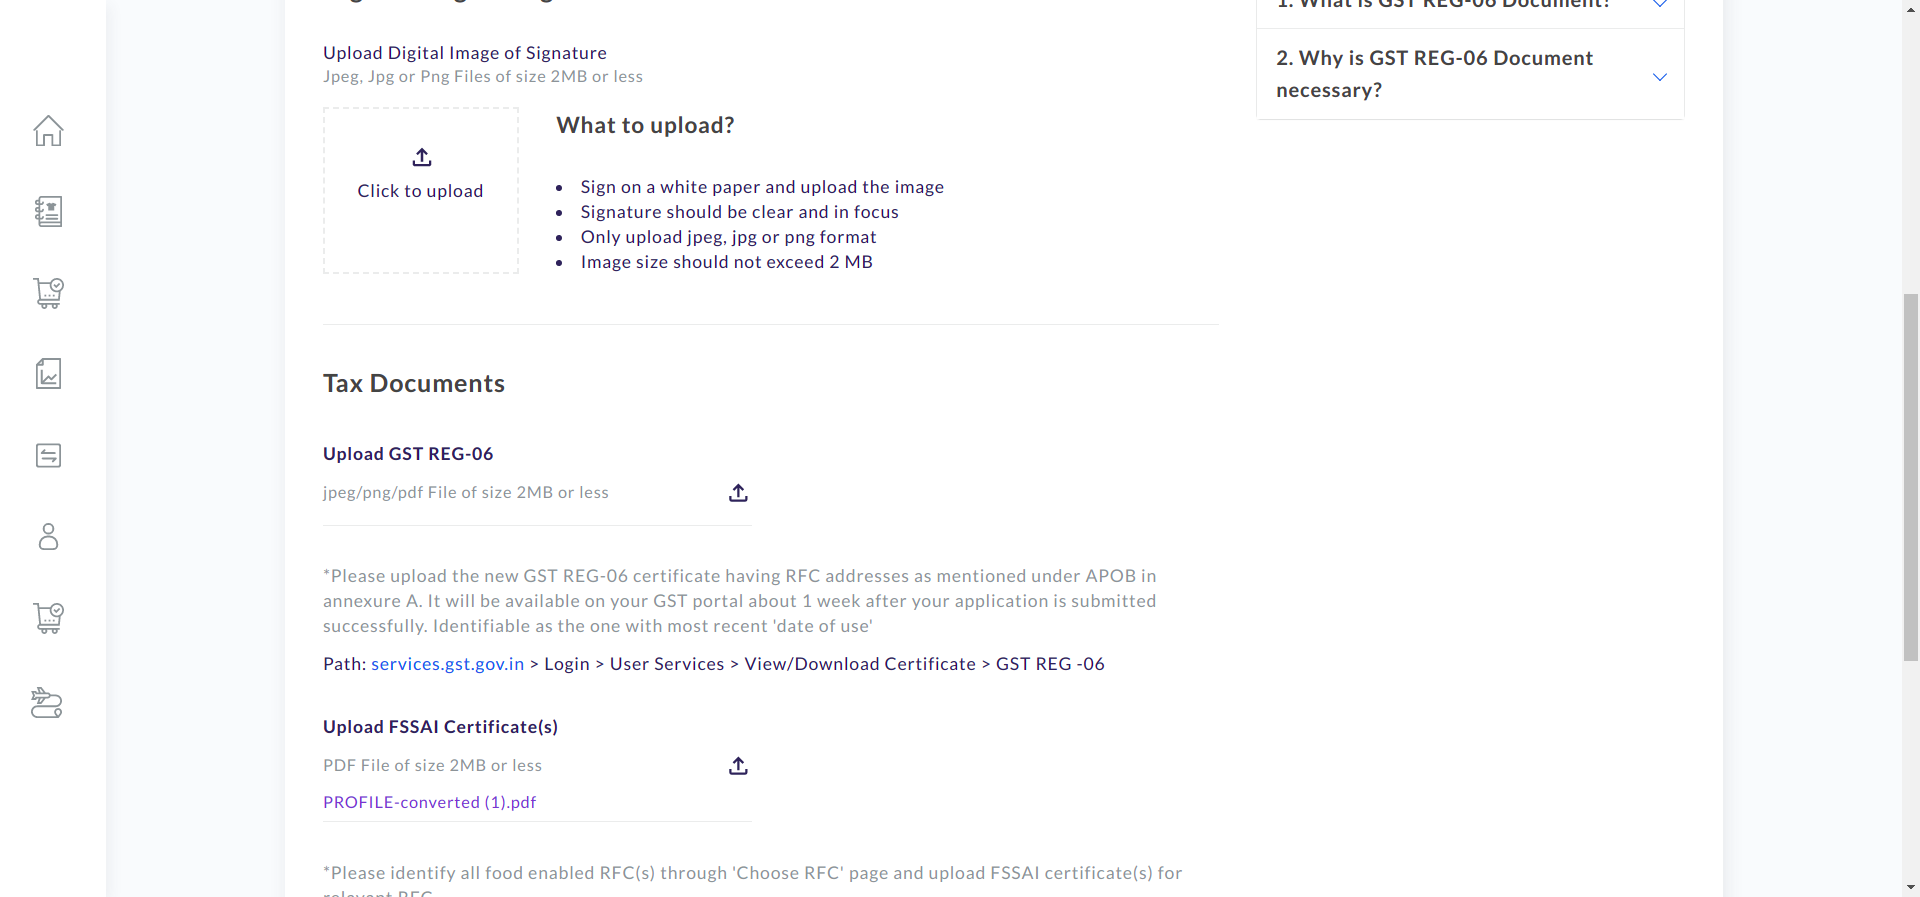 Upload Digital Image of Signature
Jpeg, Jpg or Png Files of size 2MB or less
Click to upload
What to upload?
Sign on a white paper and upload the image
Signature should be clear and in focus
Only upload jpeg, jpg or png format
Image size should not exceed 2 MB
Tax Documents
Upload GST REG-06
jpeg/png/pdf File of size 2MB or less
*Please upload the new GST REG-06 certificate having RFC addresses as mentioned under APOB in
annexure A. It will be available on your GST portal about 1 week after your application is submitted
successfully. Identifiable as the one with most recent 'date of use'
Path: services.gst.gov.in > Login > User Services > View/Download Certificate > GST REG -06
Upload FSSAI Certificate(s)
PDF File of size 2MB or less
PROFILE-converted (1).pdf
*Please identify all food enabled RFC(s) through 'Choose RFC' page and upload FSSAI certificate(s) for
relevant RFC
1. What is GST REG-06 Document?
2. Why is GST REG-06 Document
necessary?